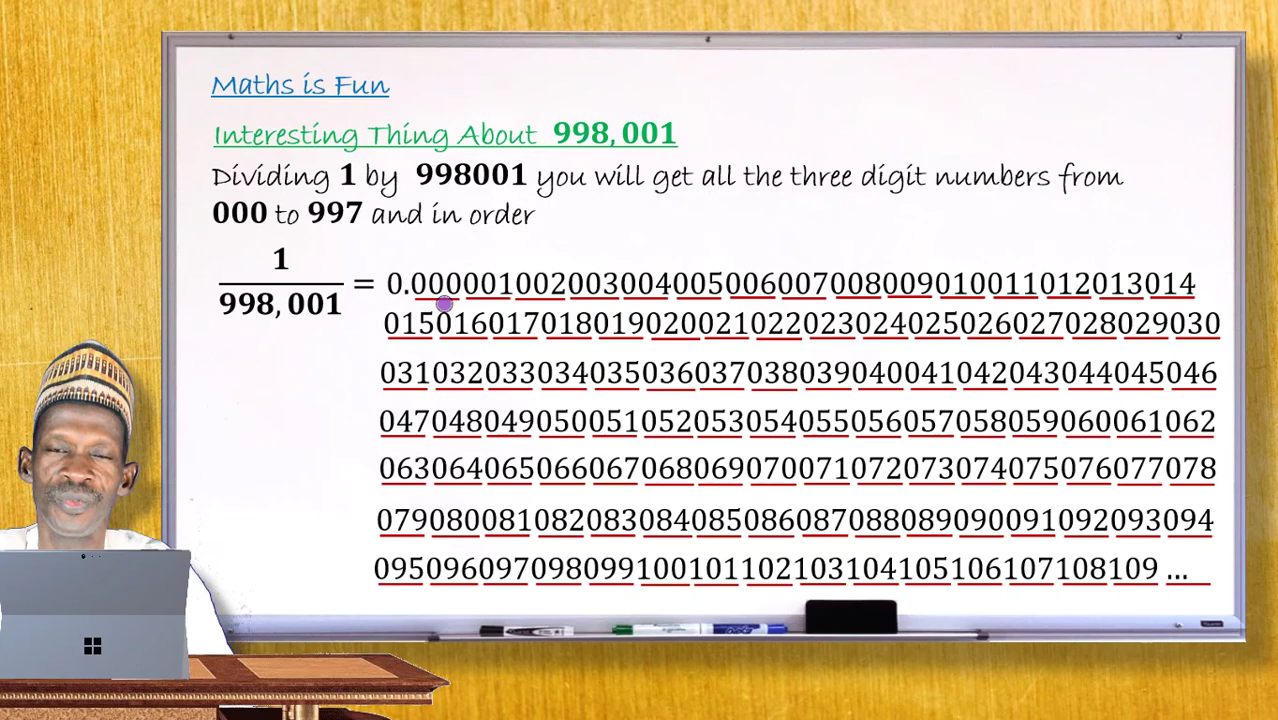 Maths is Fun
Interesting Thing About 998,001
Dividing 1 by 998001 you will get all the three digit numbers from
000 to 997 and in order
1
998,001
= 0.000001002003004005006007008009010011012013014
015016017018019020021022023024025026027028029030
031032033034035036037038039040041042043044045046
047048049050051052053054055056057058059060061062
063064065066067068069070071072073074075076077078
079080081082083084085086087088089090091092093094
095096097098099100101102103104105106107108109 ...